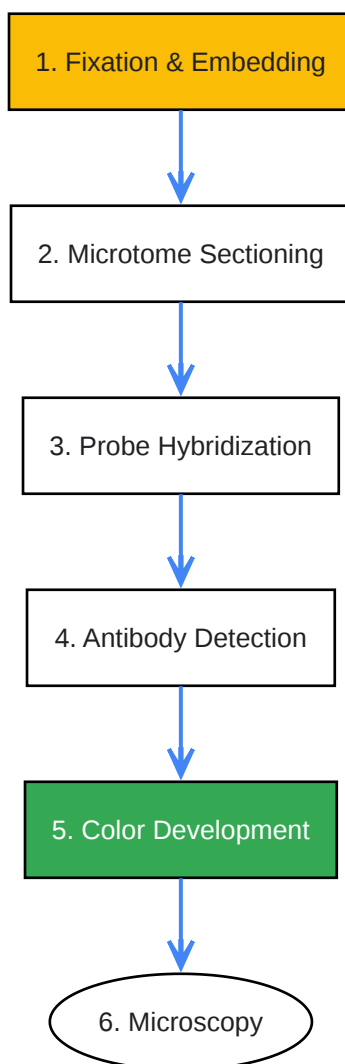 1. Fixation & Embedding
2. Microtome Sectioning
3. Probe Hybridization
4. Antibody Detection
5. Color Development
6. Microscopy